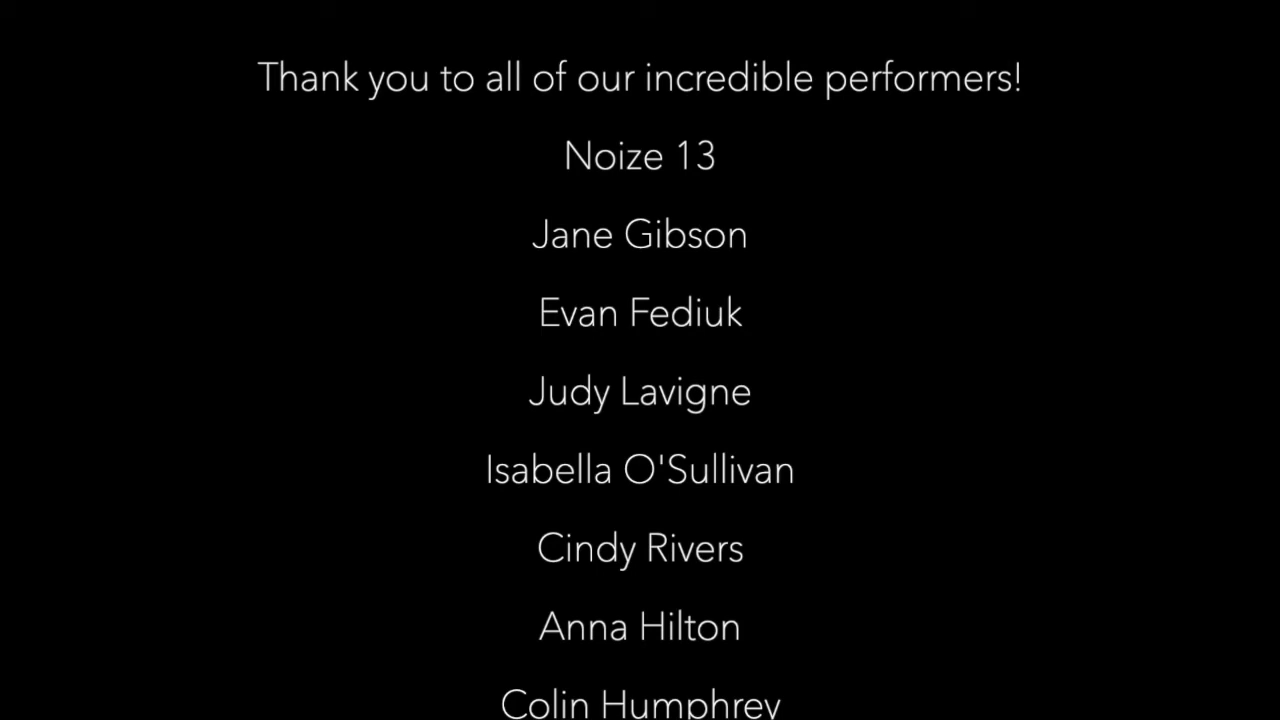 Thank you to all of our incredible performers!
Noize 13
Jane Gibson
Evan Fediuk
Judy Lavigne
Isabella O'Sullivan
Cindy Rivers
Anna Hilton
Colin Humphrey